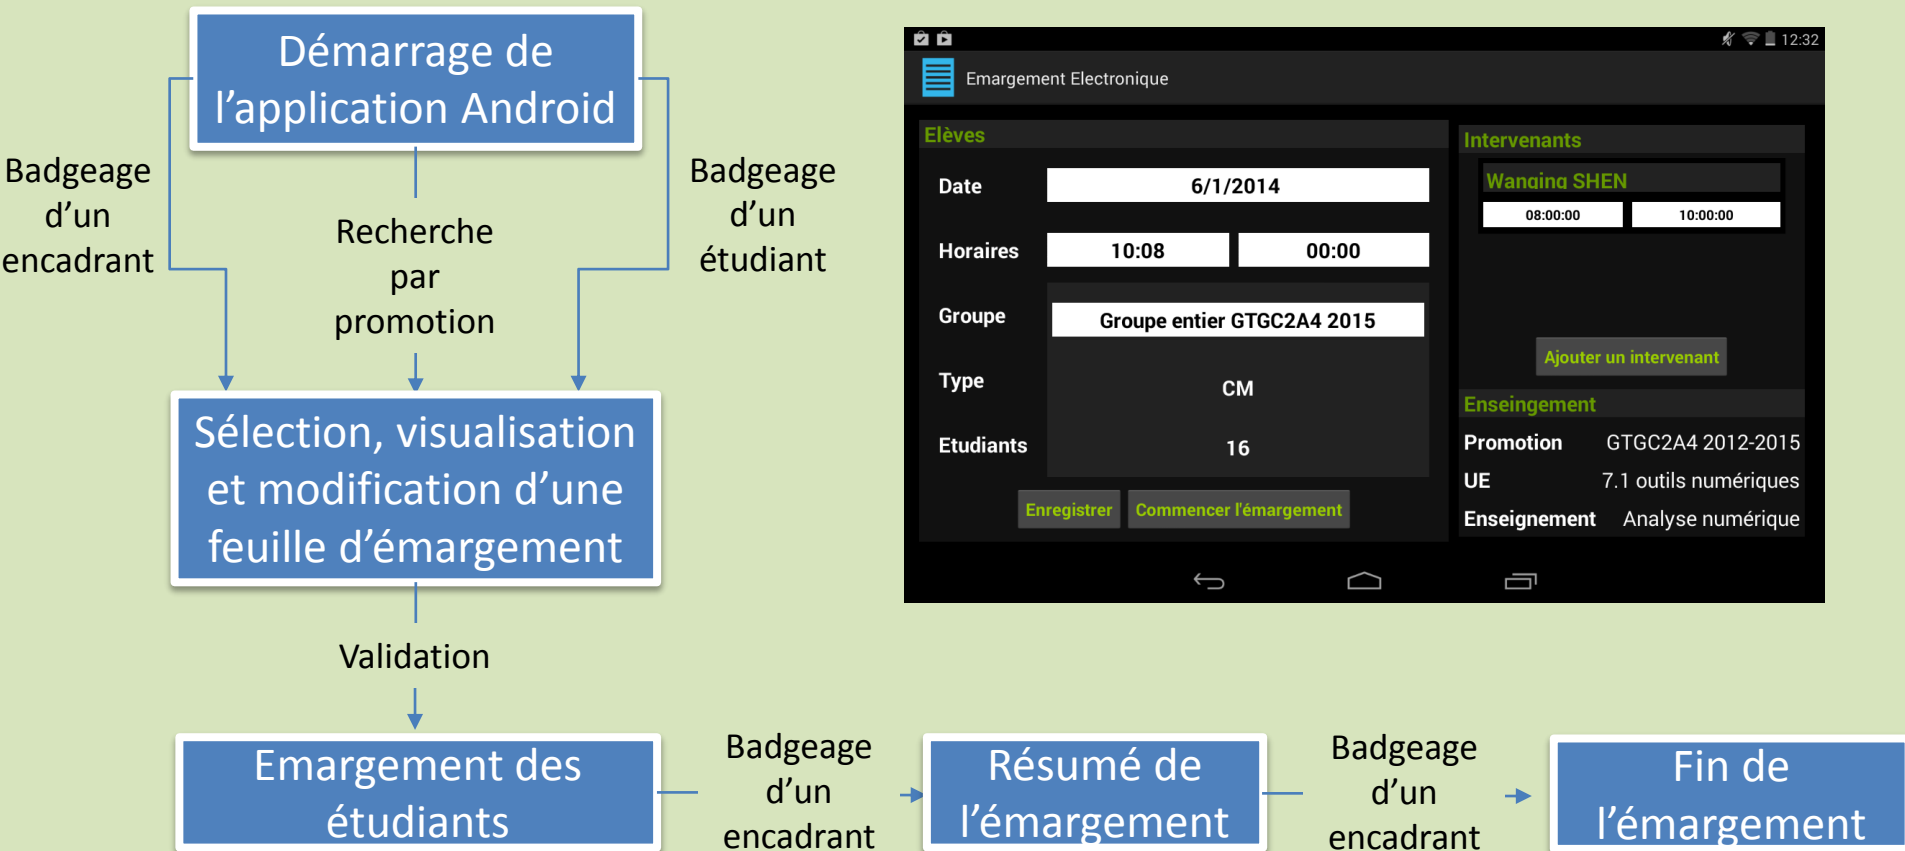 Démarrage de
l'application Android
Badgeage
d'un
encadrant
Recherche
par
promotion
Badgeage
d'un
étudiant
Sélection, visualisation
et modification d'une
feuille d'émargement
Validation
Emargement des
étudiants
Badgeage
d'un
encadrant
Résumé de
l'émargement
Badgeage
d'un
encadrant
Fin de
l'émargement
12:32
Emargement Electronique
Elèves
Date 6/1/2014
Horaires 10:08 00:00
Groupe Groupe entier GTGC2A4 2015
Type CM
Etudiants 16
Enregistrer Commencer l'émargement
Intervenants
Wanqing SHEN
08:00:00 10:00:00
Ajouter un intervenant
Enseingement
Promotion GTGC2A4 2012-2015
UE 7.1 outils numériques
Enseignement Analyse numérique